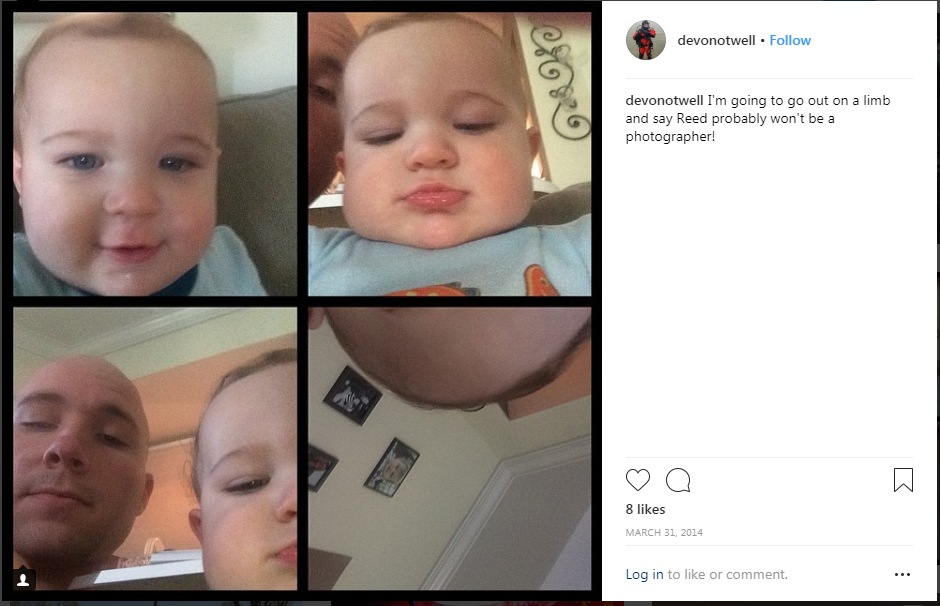 devonotwell • Follow
devonotwell I'm going to go out on a limb
and say Reed probably won't be a
photographer!
8 likes
MARCH 31, 2014
Log in to like or comment.